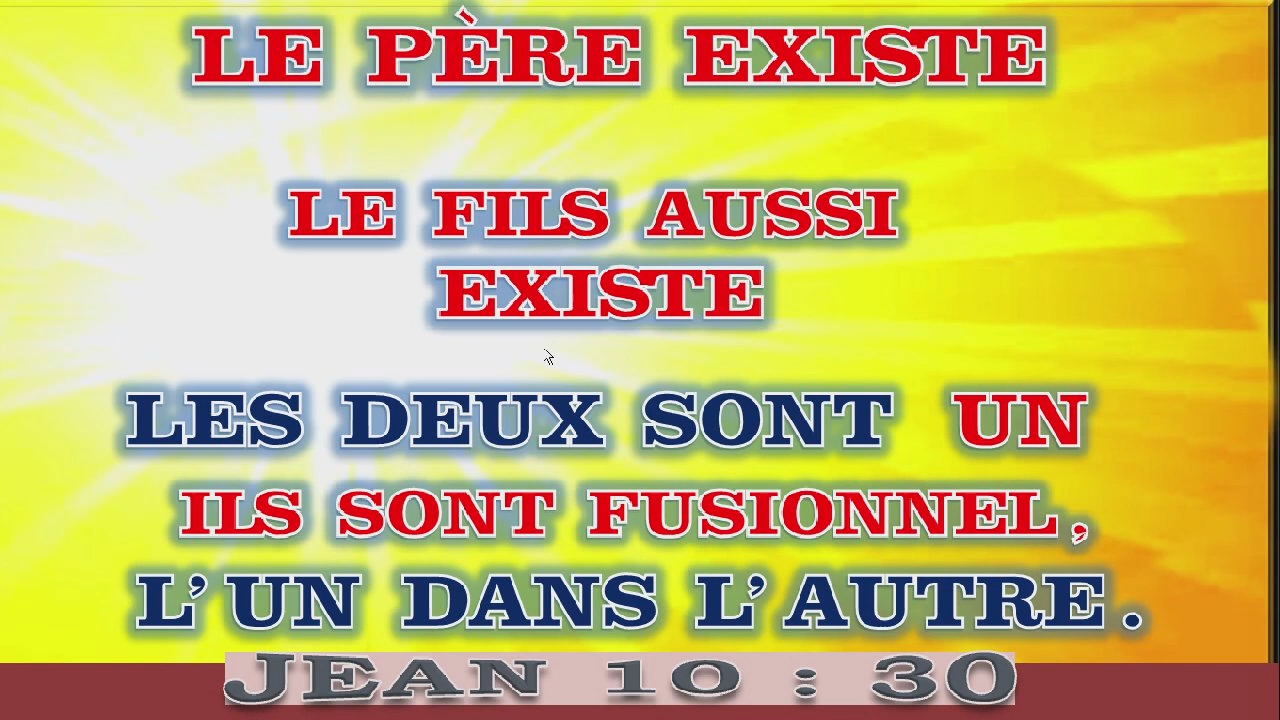 LE PÈRE EXISTE
LE FILS AUSSI
EXISTE
LES DEUX SONT UN
ILS SONT FUSIONNEL,
L'UN DANS L'AUTRE.
JEAN 10 : 30